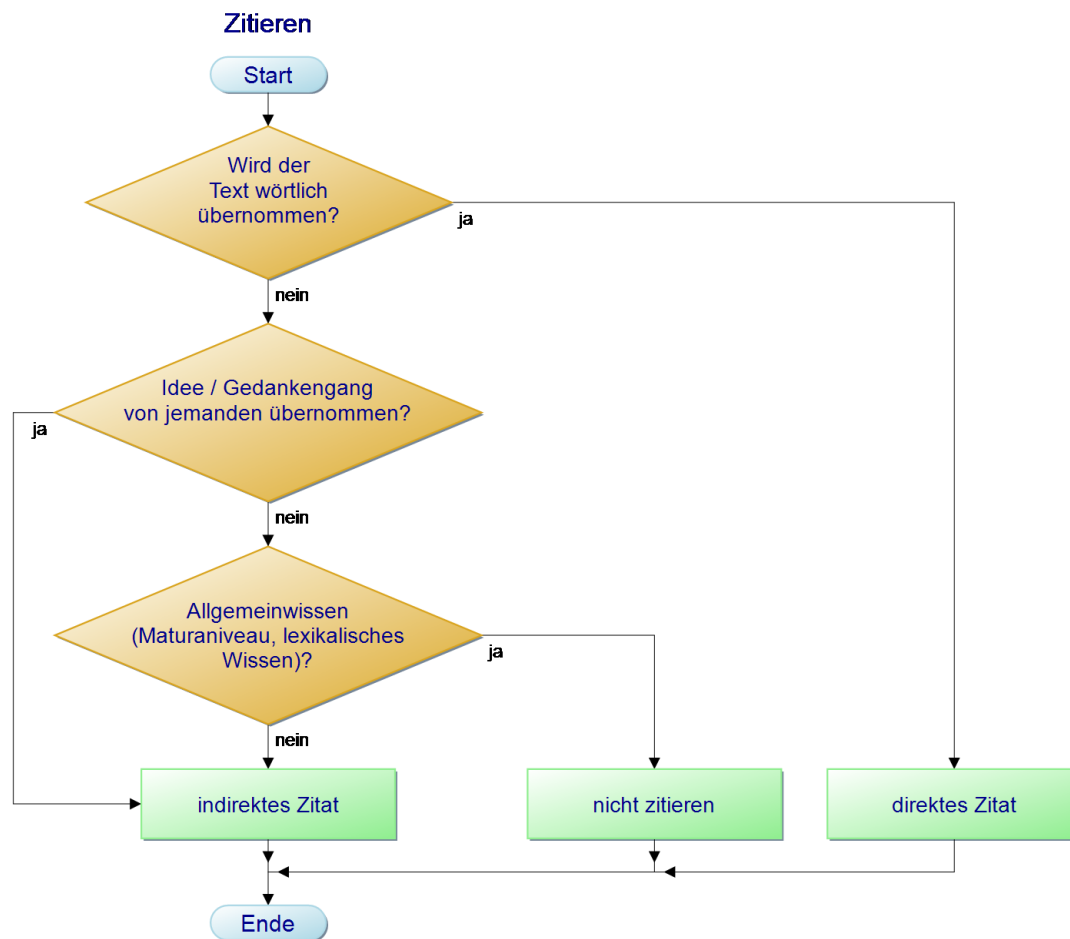 Zitieren
Start
Wird der
Text wörtlich
übernommen?
ja
nein
Idee / Gedankengang
von jemanden übernommen?
ja
nein
Allgemeinwissen
(Maturaniveau, lexikalisches
Wissen)?
ja
nein
indirektes Zitat
nicht zitieren
direktes Zitat
Ende